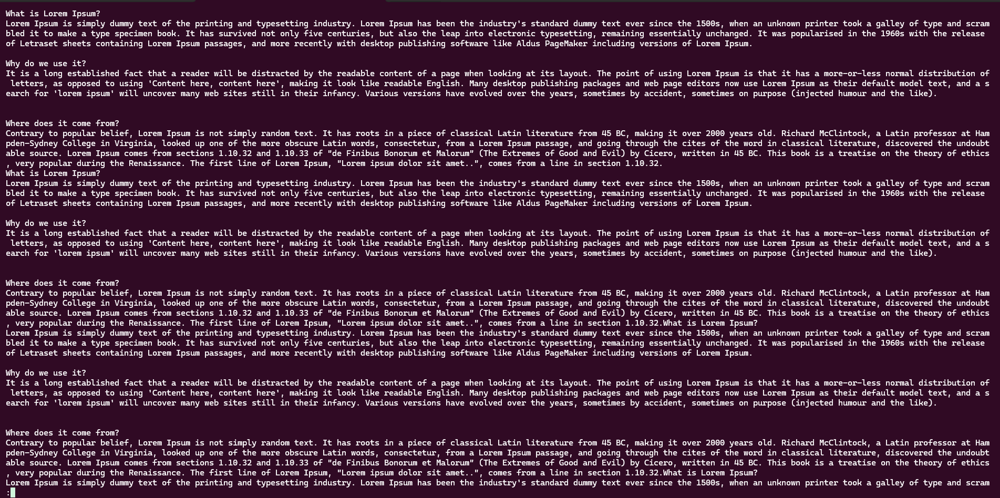 What is Lorem Ipsum?
Lorem Ipsum is simply dummy text of the printing and typesetting industry. Lorem Ipsum has been the industry's standard dummy text ever since the 1500s, when an unknown printer took a galley of type and scram
bled it to make a type specimen book. It has survived not only five centuries, but also the leap into electronic typesetting, remaining essentially unchanged. It was popularised in the 1960s with the release
of Letraset sheets containing Lorem Ipsum passages, and more recently with desktop publishing software like Aldus PageMaker including versions of Lorem Ipsum.

Why do we use it?
It is a long established fact that a reader will be distracted by the readable content of a page when looking at its layout. The point of using Lorem Ipsum is that it has a more-or-less normal distribution of
 letters, as opposed to using 'Content here, content here', making it look like readable English. Many desktop publishing packages and web page editors now use Lorem Ipsum as their default model text, and a s
earch for 'lorem ipsum' will uncover many web sites still in their infancy. Various versions have evolved over the years, sometimes by accident, sometimes on purpose (injected humour and the like).


Where does it come from?
Contrary to popular belief, Lorem Ipsum is not simply random text. It has roots in a piece of classical Latin literature from 45 BC, making it over 2000 years old. Richard McClintock, a Latin professor at Ham
pden-Sydney College in Virginia, looked up one of the more obscure Latin words, consectetur, from a Lorem Ipsum passage, and going through the cites of the word in classical literature, discovered the undoubt
able source. Lorem Ipsum comes from sections 1.10.32 and 1.10.33 of "de Finibus Bonorum et Malorum" (The Extremes of Good and Evil) by Cicero, written in 45 BC. This book is a treatise on the theory of ethics
, very popular during the Renaissance. The first line of Lorem Ipsum, "Lorem ipsum dolor sit amet..", comes from a line in section 1.10.32.
What is Lorem Ipsum?
Lorem Ipsum is simply dummy text of the printing and typesetting industry. Lorem Ipsum has been the industry's standard dummy text ever since the 1500s, when an unknown printer took a galley of type and scram
bled it to make a type specimen book. It has survived not only five centuries, but also the leap into electronic typesetting, remaining essentially unchanged. It was popularised in the 1960s with the release
of Letraset sheets containing Lorem Ipsum passages, and more recently with desktop publishing software like Aldus PageMaker including versions of Lorem Ipsum.

Why do we use it?
It is a long established fact that a reader will be distracted by the readable content of a page when looking at its layout. The point of using Lorem Ipsum is that it has a more-or-less normal distribution of
 letters, as opposed to using 'Content here, content here', making it look like readable English. Many desktop publishing packages and web page editors now use Lorem Ipsum as their default model text, and a s
earch for 'lorem ipsum' will uncover many web sites still in their infancy. Various versions have evolved over the years, sometimes by accident, sometimes on purpose (injected humour and the like).


Where does it come from?
Contrary to popular belief, Lorem Ipsum is not simply random text. It has roots in a piece of classical Latin literature from 45 BC, making it over 2000 years old. Richard McClintock, a Latin professor at Ham
pden-Sydney College in Virginia, looked up one of the more obscure Latin words, consectetur, from a Lorem Ipsum passage, and going through the cites of the word in classical literature, discovered the undoubt
able source. Lorem Ipsum comes from sections 1.10.32 and 1.10.33 of "de Finibus Bonorum et Malorum" (The Extremes of Good and Evil) by Cicero, written in 45 BC. This book is a treatise on the theory of ethics
, very popular during the Renaissance. The first line of Lorem Ipsum, "Lorem ipsum dolor sit amet..", comes from a line in section 1.10.32.What is Lorem Ipsum?
Lorem Ipsum is simply dummy text of the printing and typesetting industry. Lorem Ipsum has been the industry's standard dummy text ever since the 1500s, when an unknown printer took a galley of type and scram
bled it to make a type specimen book. It has survived not only five centuries, but also the leap into electronic typesetting, remaining essentially unchanged. It was popularised in the 1960s with the release
of Letraset sheets containing Lorem Ipsum passages, and more recently with desktop publishing software like Aldus PageMaker including versions of Lorem Ipsum.

Why do we use it?
It is a long established fact that a reader will be distracted by the readable content of a page when looking at its layout. The point of using Lorem Ipsum is that it has a more-or-less normal distribution of
 letters, as opposed to using 'Content here, content here', making it look like readable English. Many desktop publishing packages and web page editors now use Lorem Ipsum as their default model text, and a s
earch for 'lorem ipsum' will uncover many web sites still in their infancy. Various versions have evolved over the years, sometimes by accident, sometimes on purpose (injected humour and the like).


Where does it come from?
Contrary to popular belief, Lorem Ipsum is not simply random text. It has roots in a piece of classical Latin literature from 45 BC, making it over 2000 years old. Richard McClintock, a Latin professor at Ham
pden-Sydney College in Virginia, looked up one of the more obscure Latin words, consectetur, from a Lorem Ipsum passage, and going through the cites of the word in classical literature, discovered the undoubt
able source. Lorem Ipsum comes from sections 1.10.32 and 1.10.33 of "de Finibus Bonorum et Malorum" (The Extremes of Good and Evil) by Cicero, written in 45 BC. This book is a treatise on the theory of ethics
, very popular during the Renaissance. The first line of Lorem Ipsum, "Lorem ipsum dolor sit amet..", comes from a line in section 1.10.32.What is Lorem Ipsum?
Lorem Ipsum is simply dummy text of the printing and typesetting industry. Lorem Ipsum has been the industry's standard dummy text ever since the 1500s, when an unknown printer took a galley of type and scram
: